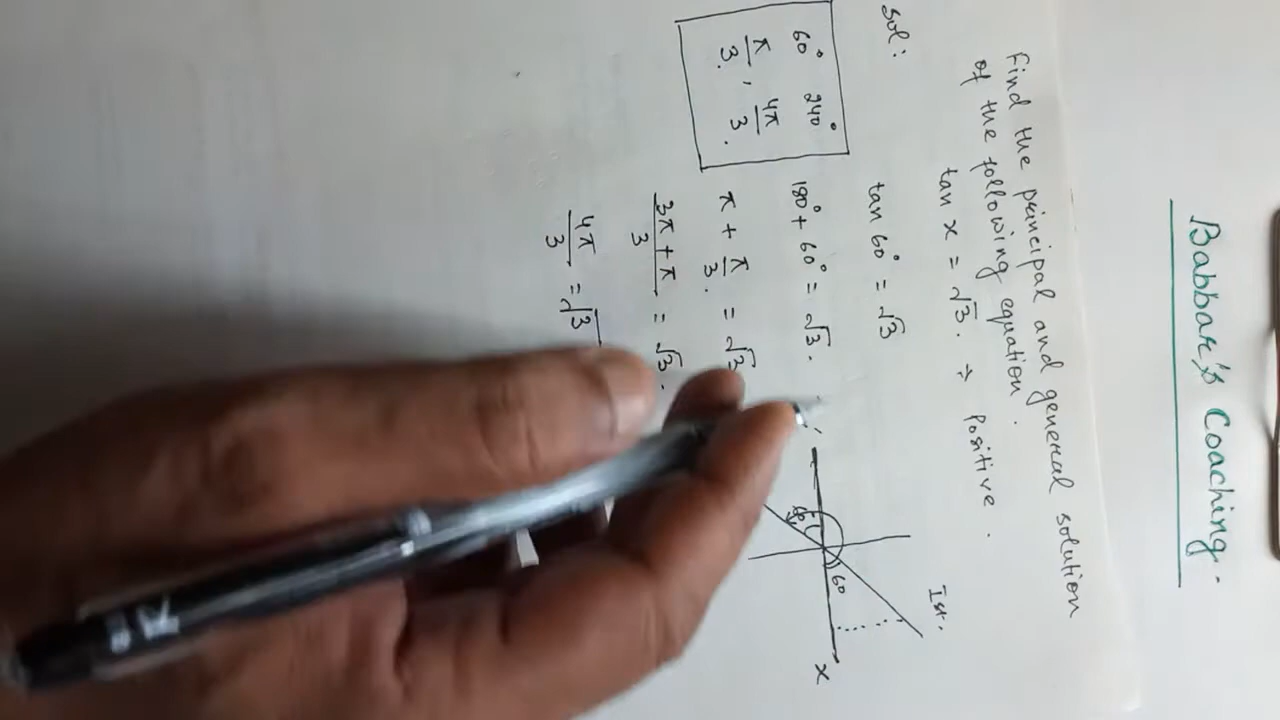 Babbar's Coaching.
Find the principal and general solution
of the following equation.
tan x = √3. → Positive.
Sol:
60° 240°
π/3, 4π/3.
tan 60° = √3
180° + 60° = √3.
π + π/3. = √3
3π + π/3 = √3.
4π/3 = √3
Ist.
60
x